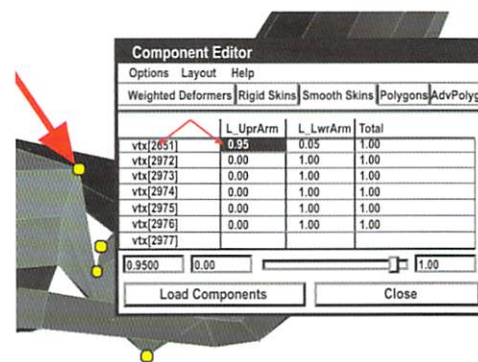 Component Editor
Options Layout Help
Weighted Deformers Rigid Skins Smooth Skins Polygons AdvPolyg
L_UprArm L_LwrArm Total
vtx[2651] 0.95 0.05 1.00
vtx[2972] 0.00 1.00 1.00
vtx[2973] 0.00 1.00 1.00
vtx[2974] 0.00 1.00 1.00
vtx[2975] 0.00 1.00 1.00
vtx[2976] 0.00 1.00 1.00
vtx[2977]
0.9500 0.00 1.00
Load Components Close